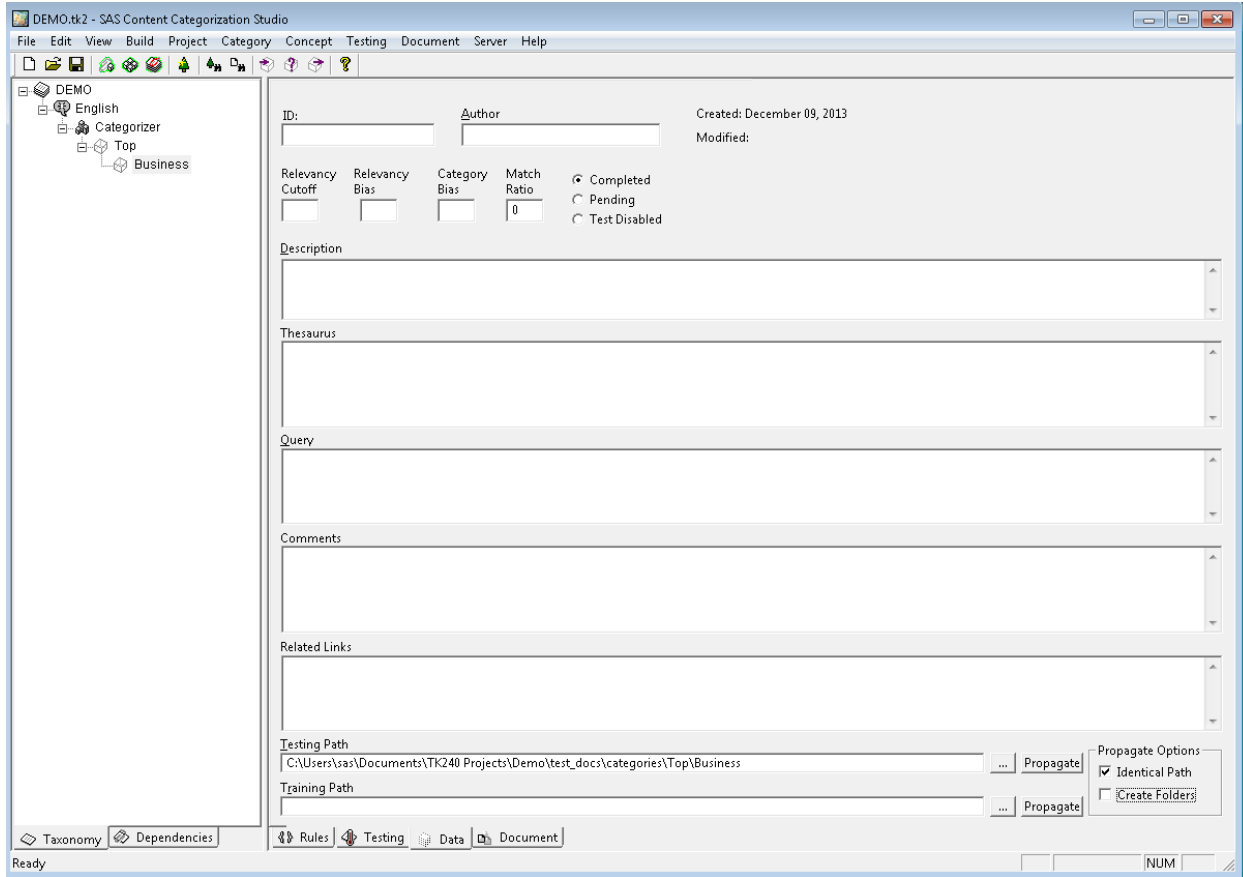 DEMO.tk2 - SAS Content Categorization Studio
File Edit View Build Project Category Concept Testing Document Server Help
DEMO
English
Categorizer
Top
Business
ID:
Author
Created: December 09, 2013
Modified:
Relevancy Cutoff
Relevancy Bias
Category Bias
Match Ratio
0
Completed
Pending
Test Disabled
Description
Thesaurus
Query
Comments
Related Links
Testing Path
C:\Users\sas\Documents\TK240 Projects\Demo\test_docs\categories\Top\Business
... Propagate
Propagate Options
Identical Path
Create Folders
Training Path
... Propagate
Taxonomy Dependencies
Rules Testing Data Document
Ready
NUM